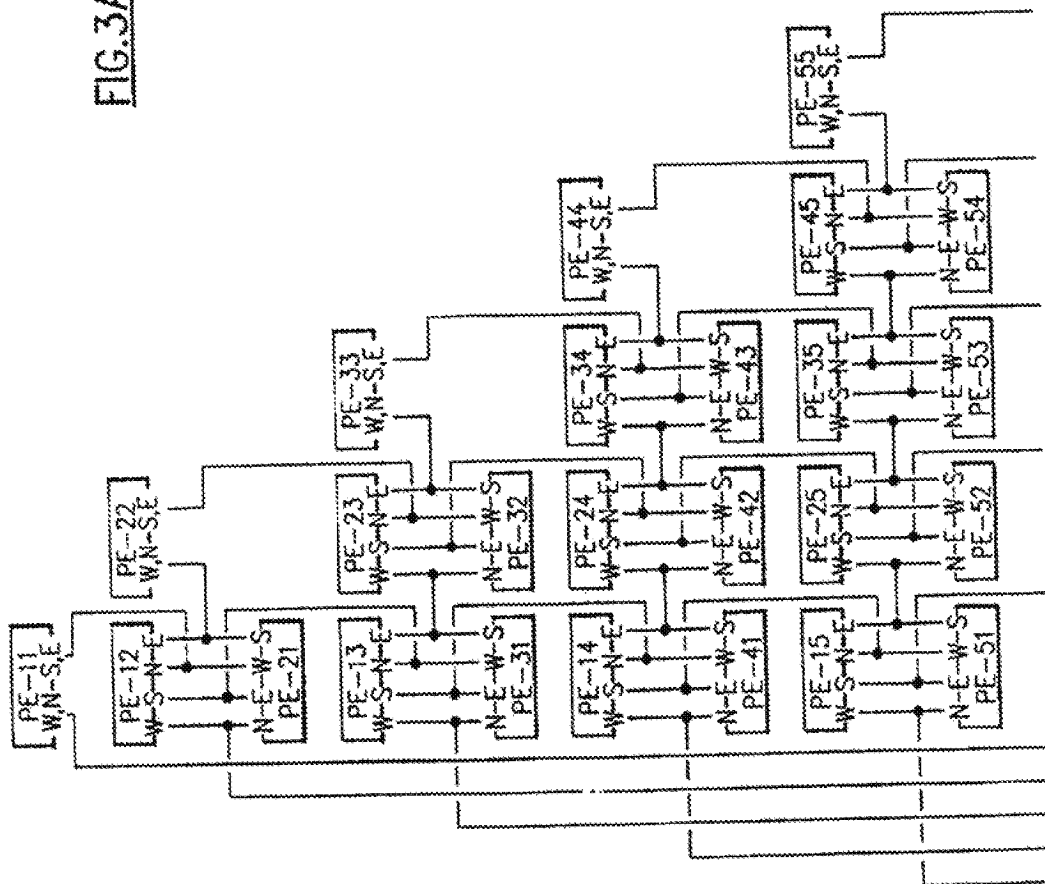 PE-11
W,N-S,E
FIG.3A
PE-12
W-S-N-E
PE-22
W,N-S,E
N-E-W-S
PE-21
PE-13
W-S-N-E
PE-23
W-S-N-E
PE-33
W,N-S,E
N-E-W-S
PE-31
N-E-W-S
PE-32
PE-14
W-S-N-E
PE-24
W-S-N-E
PE-34
W-S-N-E
PE-44
W,N-S,E
N-E-W-S
PE-41
N-E-W-S
PE-42
N-E-W-S
PE-43
PE-15
W-S-N-E
PE-25
W-S-N-E
PE-35
W-S-N-E
PE-45
W-S-N-E
PE-55
W,N-S,E
N-E-W-S
PE-51
N-E-W-S
PE-52
N-E-W-S
PE-53
N-E-W-S
PE-54